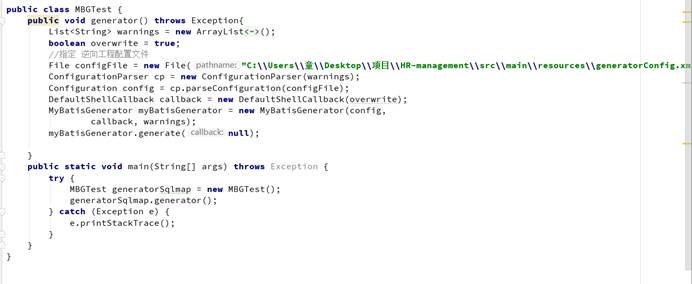 public class MBGTest {
public void generator() throws Exception{
List<String> warnings = new ArrayList<~>();
boolean overwrite = true;
//指定 逆向工程配置文件
File configFile = new File( pathname: "C:\\Users\\童\\Desktop\\项目\\HR-management\\src\\main\\resources\\generatorConfig.xm
ConfigurationParser cp = new ConfigurationParser(warnings);
Configuration config = cp.parseConfiguration(configFile);
DefaultShellCallback callback = new DefaultShellCallback(overwrite);
MyBatisGenerator myBatisGenerator = new MyBatisGenerator(config,
callback, warnings);
myBatisGenerator.generate( callback: null);
}
public static void main(String[] args) throws Exception {
try {
MBGTest generatorSqlmap = new MBGTest();
generatorSqlmap.generator();
} catch (Exception e) {
e.printStackTrace();
}
}
}